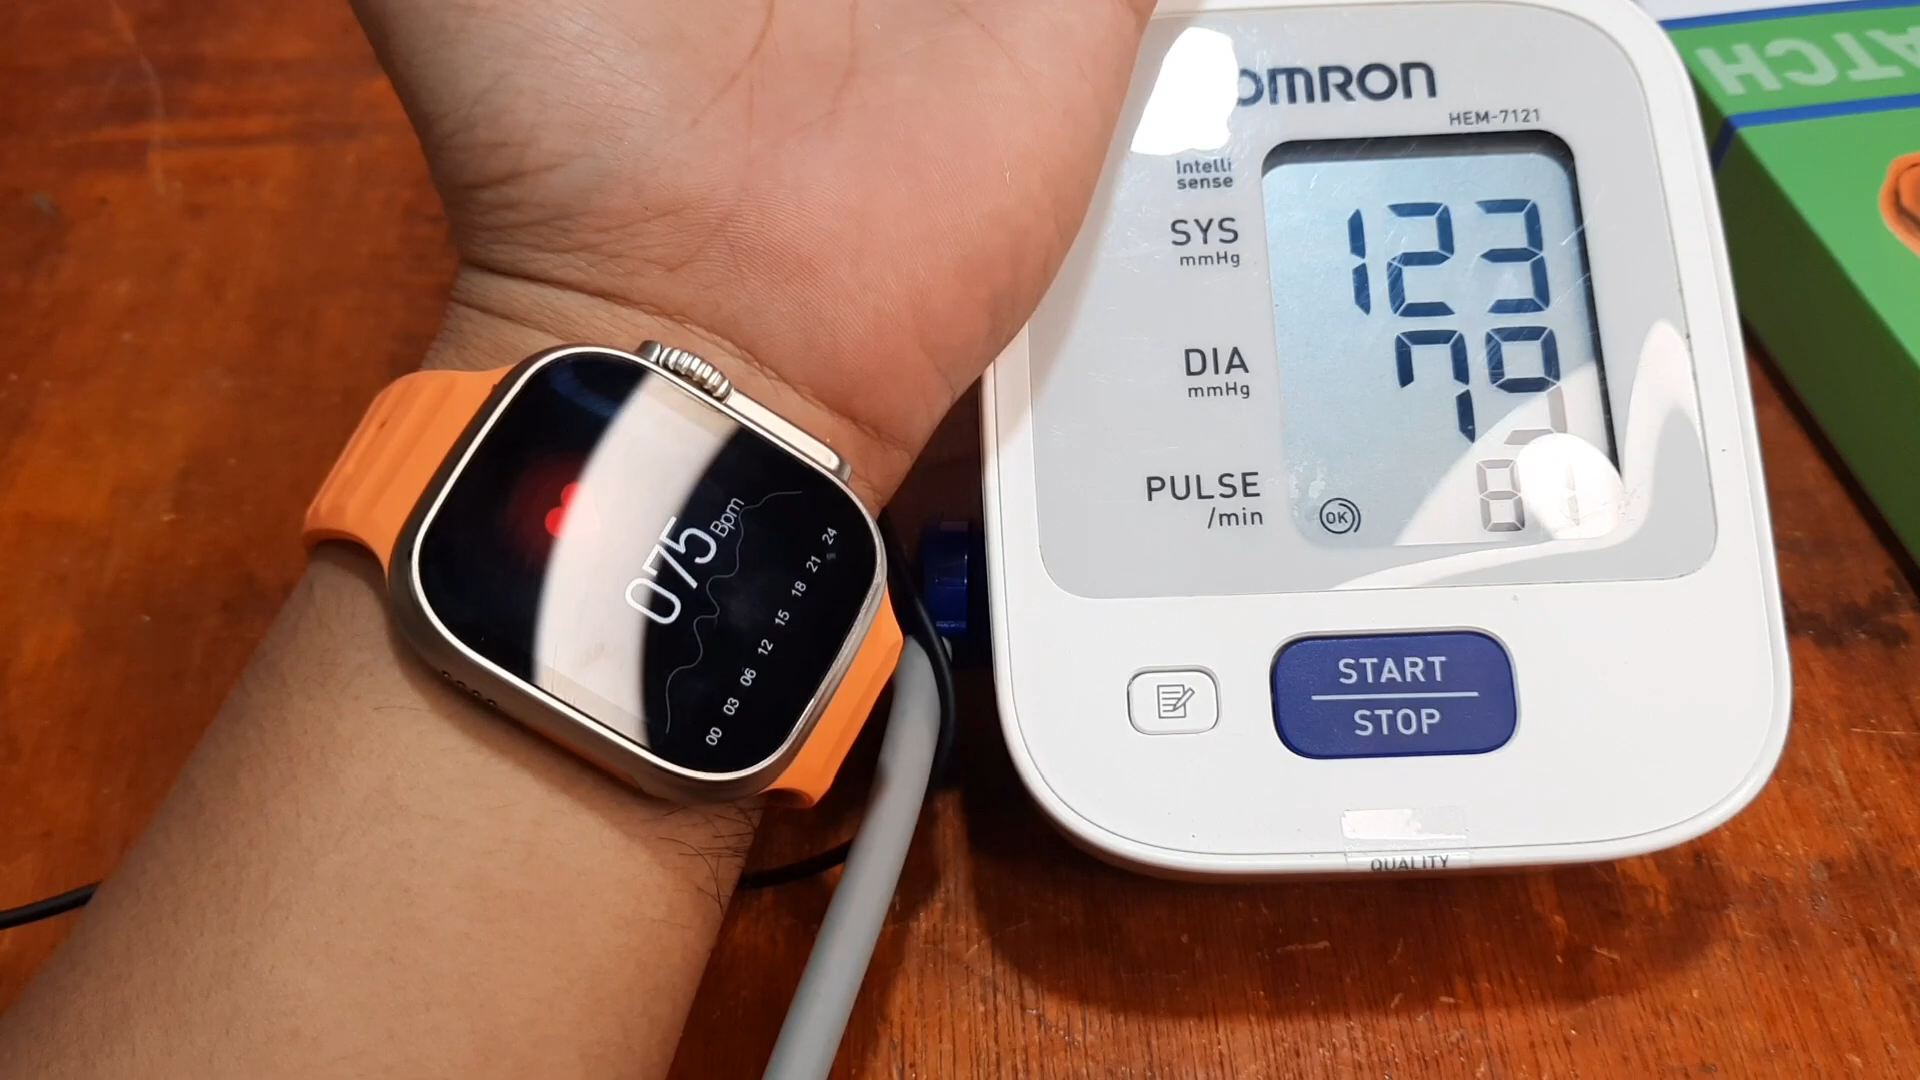 075 Bpm
00 03 06 12 15 18 21 24
OMRON
HEM-7121
Intelli
sense
SYS
mmHg
123
DIA
mmHg
79
PULSE
/min
OK
START
STOP
QUALITY
ATCH